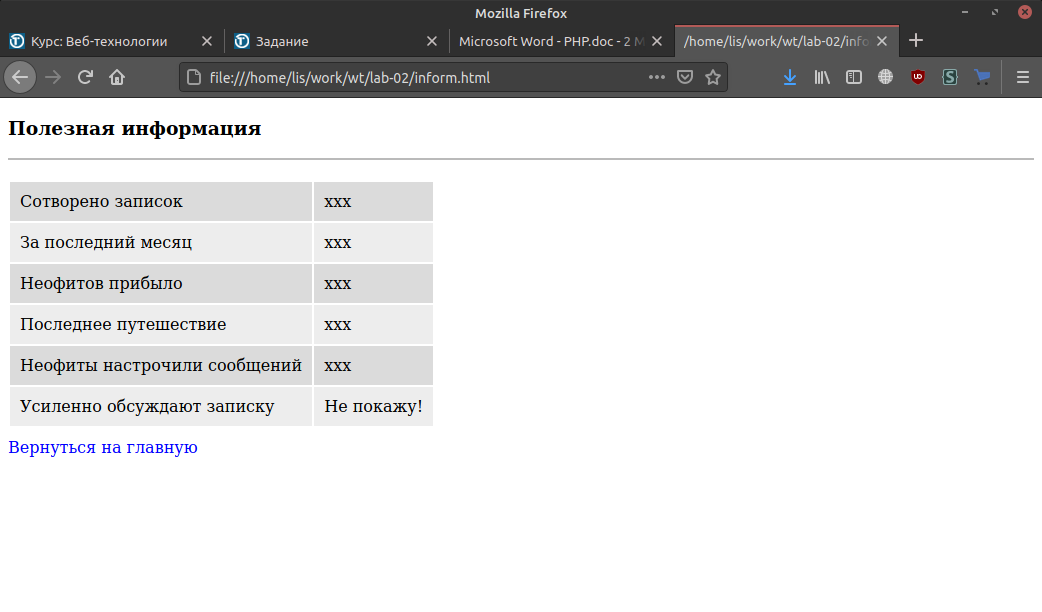 Mozilla Firefox
Курс: Веб-технологии
Задание
Microsoft Word - PHP.doc - 2 M
/home/lis/work/wt/lab-02/info
file:///home/lis/work/wt/lab-02/inform.html
Полезная информация
Сотворено записок xxx
За последний месяц xxx
Неофитов прибыло xxx
Последнее путешествие xxx
Неофиты настрочили сообщений xxx
Усиленно обсуждают записку Не покажу!
Вернуться на главную